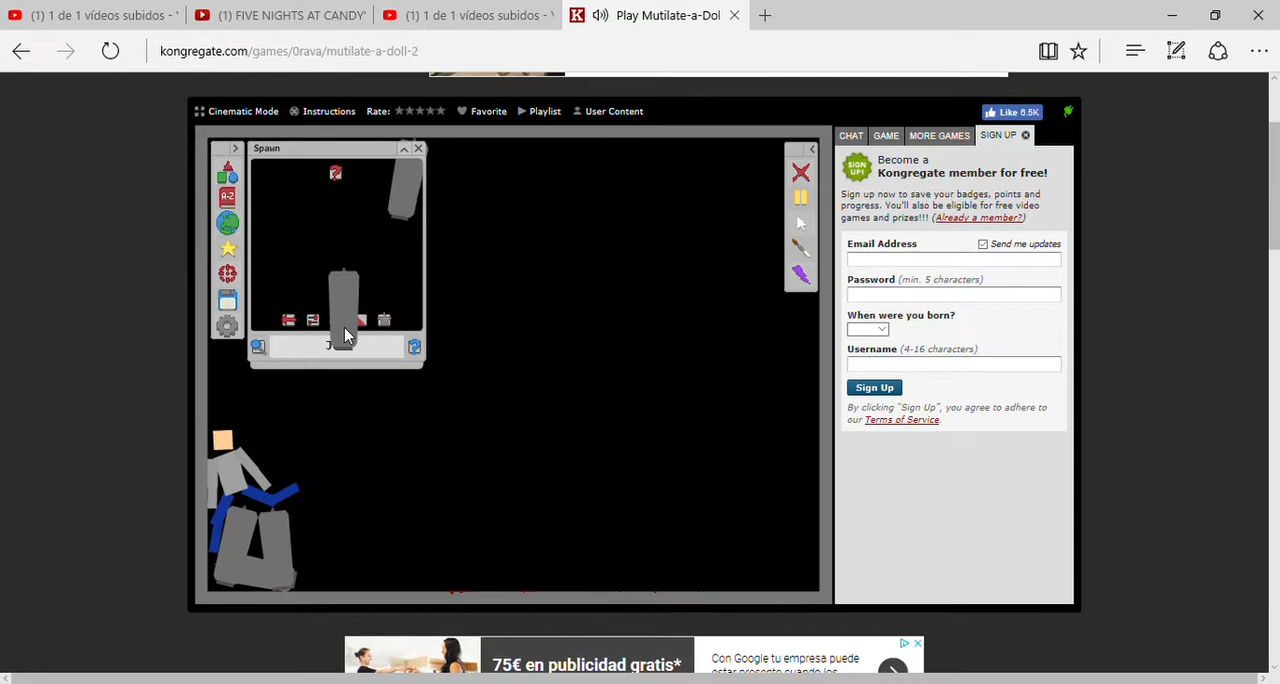 (1) 1 de 1 vídeos subidos -
(1) FIVE NIGHTS AT CANDY'
(1) 1 de 1 vídeos subidos -
Play Mutilate-a-Dol
kongregate.com/games/0rava/mutilate-a-doll-2
Cinematic Mode
Instructions
Rate:
Favorite
Playlist
User Content
Like 6.5K
Spawn
A-Z
CHAT
GAME
MORE GAMES
SIGN UP
SIGN UP!
Become a
Kongregate member for free!
Sign up now to save your badges, points and
progress. You'll also be eligible for free video
games and prizes!!! (Already a member?)
Email Address
Send me updates
Password (min. 5 characters)
When were you born?
Username (4-16 characters)
Sign Up
By clicking "Sign Up", you agree to adhere to
our Terms of Service.
75€ en publicidad gratis*
Con Google tu empresa puede